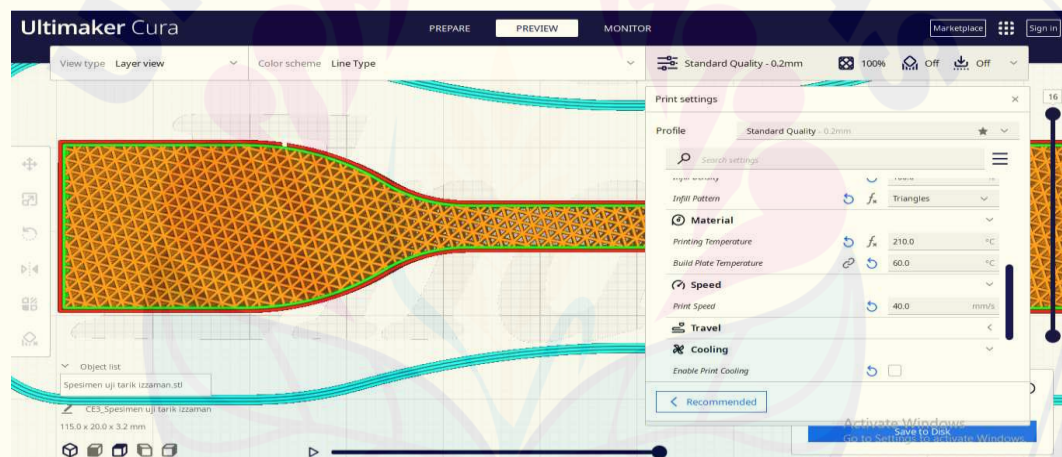 Ultimaker Cura
PREPARE PREVIEW MONITOR
Marketplace Sign in
View type Layer view
Color scheme Line Type
Standard Quality - 0.2mm 100% Off Off
Print settings
16
Profile Standard Quality - 0.2mm
Search settings
Infill Density 100.0 %
Infill Pattern Triangles
Material
Printing Temperature 210.0 °C
Build Plate Temperature 60.0 °C
Speed
Print Speed 40.0 mm/s
Travel
Cooling
Enable Print Cooling
Recommended
Object list
Spesimen uji tarik izzaman.stl
CE3_Spesimen uji tarik izzaman
115.0 x 20.0 x 3.2 mm
Activate Windows
Save to Disk
Go to Settings to activate Windows.